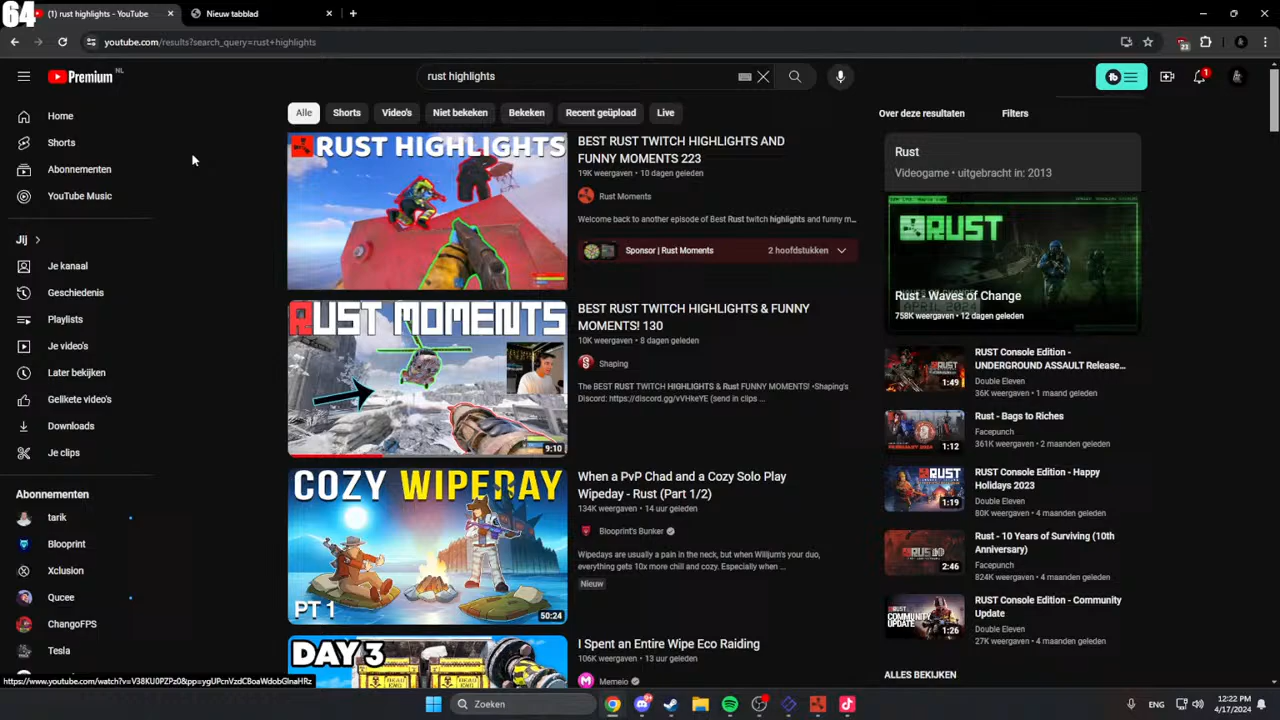 64
(1) rust highlights - YouTube
Nieuw tabblad
youtube.com/results?search_query=rust+highlights
23
Premium NL
rust highlights
1
Home
Shorts
Abonnementen
YouTube Music
Jij
Je kanaal
Geschiedenis
Playlists
Je video's
Later bekijken
Gelikete video's
Downloads
Je clips
Abonnementen
tarik
Blooprint
Xclusion
Qucee
ChangoFPS
Tesla
Alle
Shorts
Video's
Niet bekeken
Bekeken
Recent geüpload
Live
Over deze resultaten
Filters
RUST HIGHLIGHTS
BEST RUST TWITCH HIGHLIGHTS AND
FUNNY MOMENTS 223
19K weergaven • 10 dagen geleden
Rust Moments
Welcome back to another episode of Best Rust twitch highlights and funny m...
Sponsor | Rust Moments
2 hoofdstukken
RUST MOMENTS
9:10
BEST RUST TWITCH HIGHLIGHTS & FUNNY
MOMENTS! 130
10K weergaven • 8 dagen geleden
Shaping
The BEST RUST TWITCH HIGHLIGHTS & Rust FUNNY MOMENTS! •Shaping's
Discord: https://discord.gg/vVHkeYE (send in clips ...
COZY WIPEDAY
PT 1
50:24
When a PvP Chad and a Cozy Solo Play
Wipeday - Rust (Part 1/2)
134K weergaven • 14 uur geleden
Blooprint's Bunker
Wipedays are usually a pain in the neck, but when Willjum's your duo,
everything gets 10x more chill and cozy. Especially when ...
Nieuw
DAY 3
I Spent an Entire Wipe Eco Raiding
106K weergaven • 13 uur geleden
Memeio
Rust
Videogame • uitgebracht in: 2013
RUST
Rust - Waves of Change
758K weergaven • 12 dagen geleden
1:49
RUST Console Edition -
UNDERGROUND ASSAULT Release...
Double Eleven
36K weergaven • 1 maand geleden
1:12
Rust - Bags to Riches
Facepunch
361K weergaven • 2 maanden geleden
1:19
RUST Console Edition - Happy
Holidays 2023
Double Eleven
80K weergaven • 4 maanden geleden
2:46
Rust - 10 Years of Surviving (10th
Anniversary)
Facepunch
824K weergaven • 4 maanden geleden
1:26
RUST Console Edition - Community
Update
Double Eleven
27K weergaven • 4 maanden geleden
ALLES BEKIJKEN
https://www.youtube.com/watch?v=V38KU0PZPz0&pp=ygUPcnVzdCBoaWdobGlnaHRz
Zoeken
ENG
12:22 PM
4/17/2024